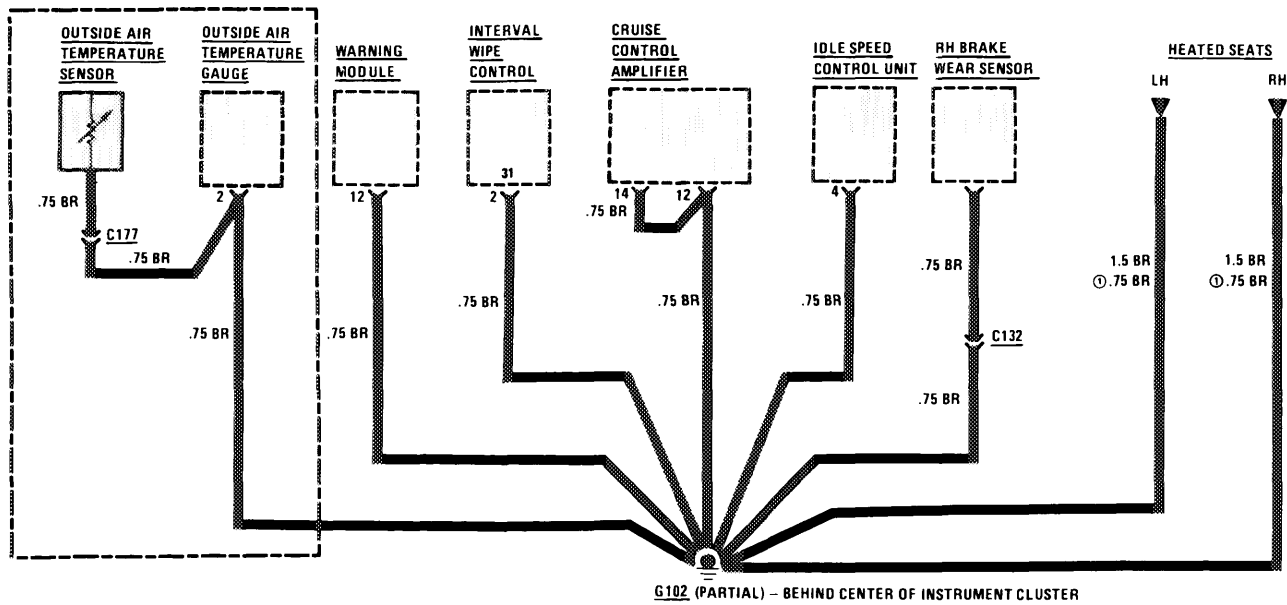 OUTSIDE AIR
TEMPERATURE
SENSOR
OUTSIDE AIR
TEMPERATURE
GAUGE
WARNING
MODULE
INTERVAL
WIPE
CONTROL
CRUISE
CONTROL
AMPLIFIER
IDLE SPEED
CONTROL UNIT
RH BRAKE
WEAR SENSOR
HEATED SEATS
LH
RH
31
2
12
2
14
12
4
.75 BR
C177
.75 BR
.75 BR
.75 BR
.75 BR
.75 BR
.75 BR
.75 BR
.75 BR
C132
.75 BR
1.5 BR
① .75 BR
1.5 BR
① .75 BR
G102 (PARTIAL) – BEHIND CENTER OF INSTRUMENT CLUSTER